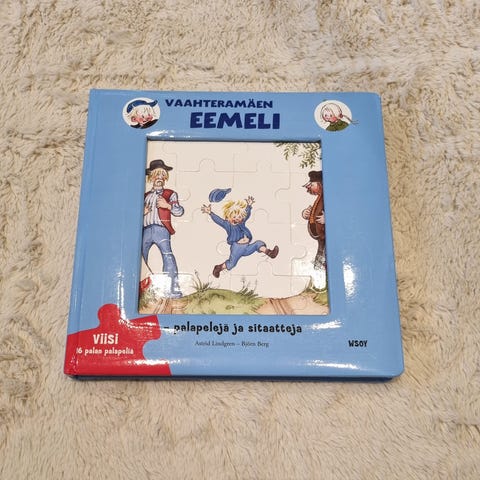 VAAHTERAMÄEN
EEMELI
- palapelejä ja sitaatteja
Astrid Lindgren – Björn Berg
WSOY
Viisi
16 palan palapeliä